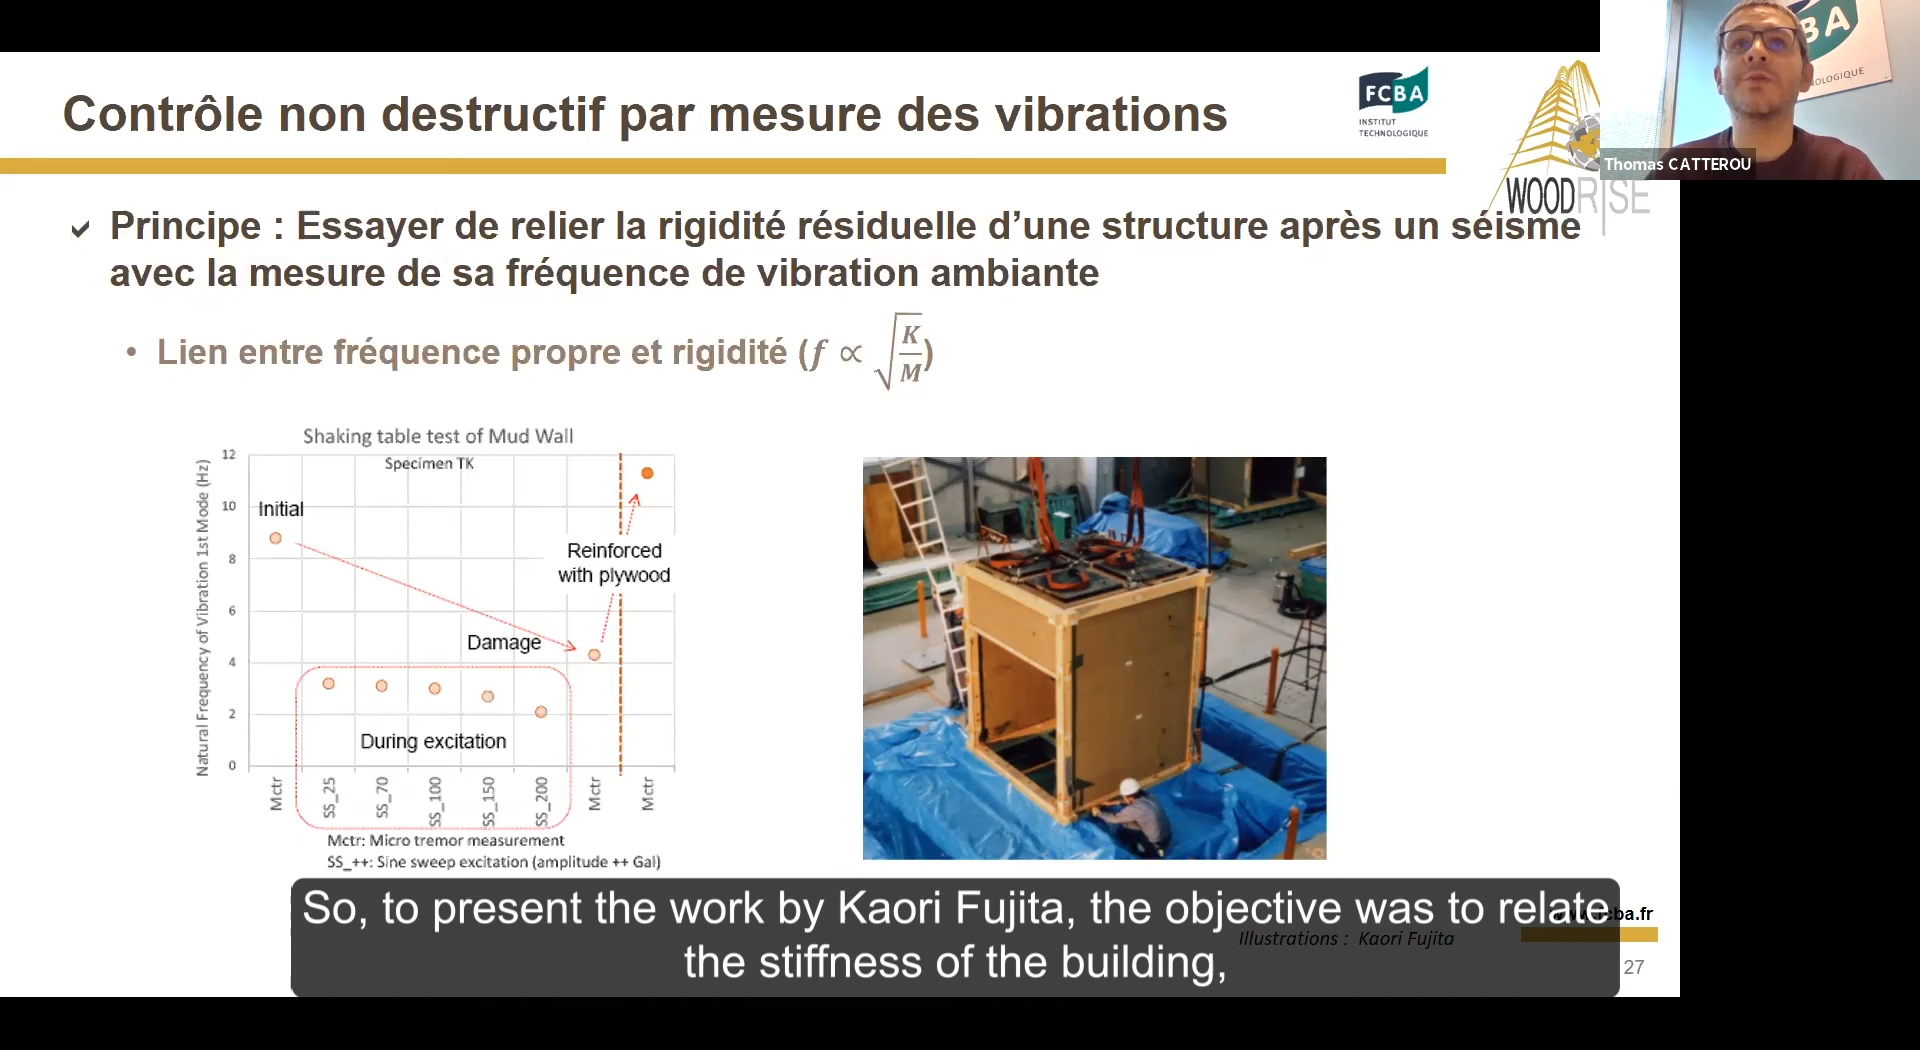 Contrôle non destructif par mesure des vibrations
FCBA
INSTITUT
TECHNOLOGIQUE
WOODRISE
BA
OLOGIQUE
Thomas CATTEROU
Principe : Essayer de relier la rigidité résiduelle d’une structure après un séisme
avec la mesure de sa fréquence de vibration ambiante
• Lien entre fréquence propre et rigidité (f ∝ √K/M)
Shaking table test of Mud Wall
Specimen TK
Natural Frequency of Vibration 1st Mode (Hz)
12
10
8
6
4
2
0
Initial
Reinforced
with plywood
Damage
During excitation
Mctr
SS_25
SS_70
SS_100
SS_150
SS_200
Mctr
Mctr
Mctr: Micro tremor measurement
SS_++: Sine sweep excitation (amplitude ++ Gal)
So, to present the work by Kaori Fujita, the objective was to relate
the stiffness of the building,
cba.fr
Illustrations : Kaori Fujita
27